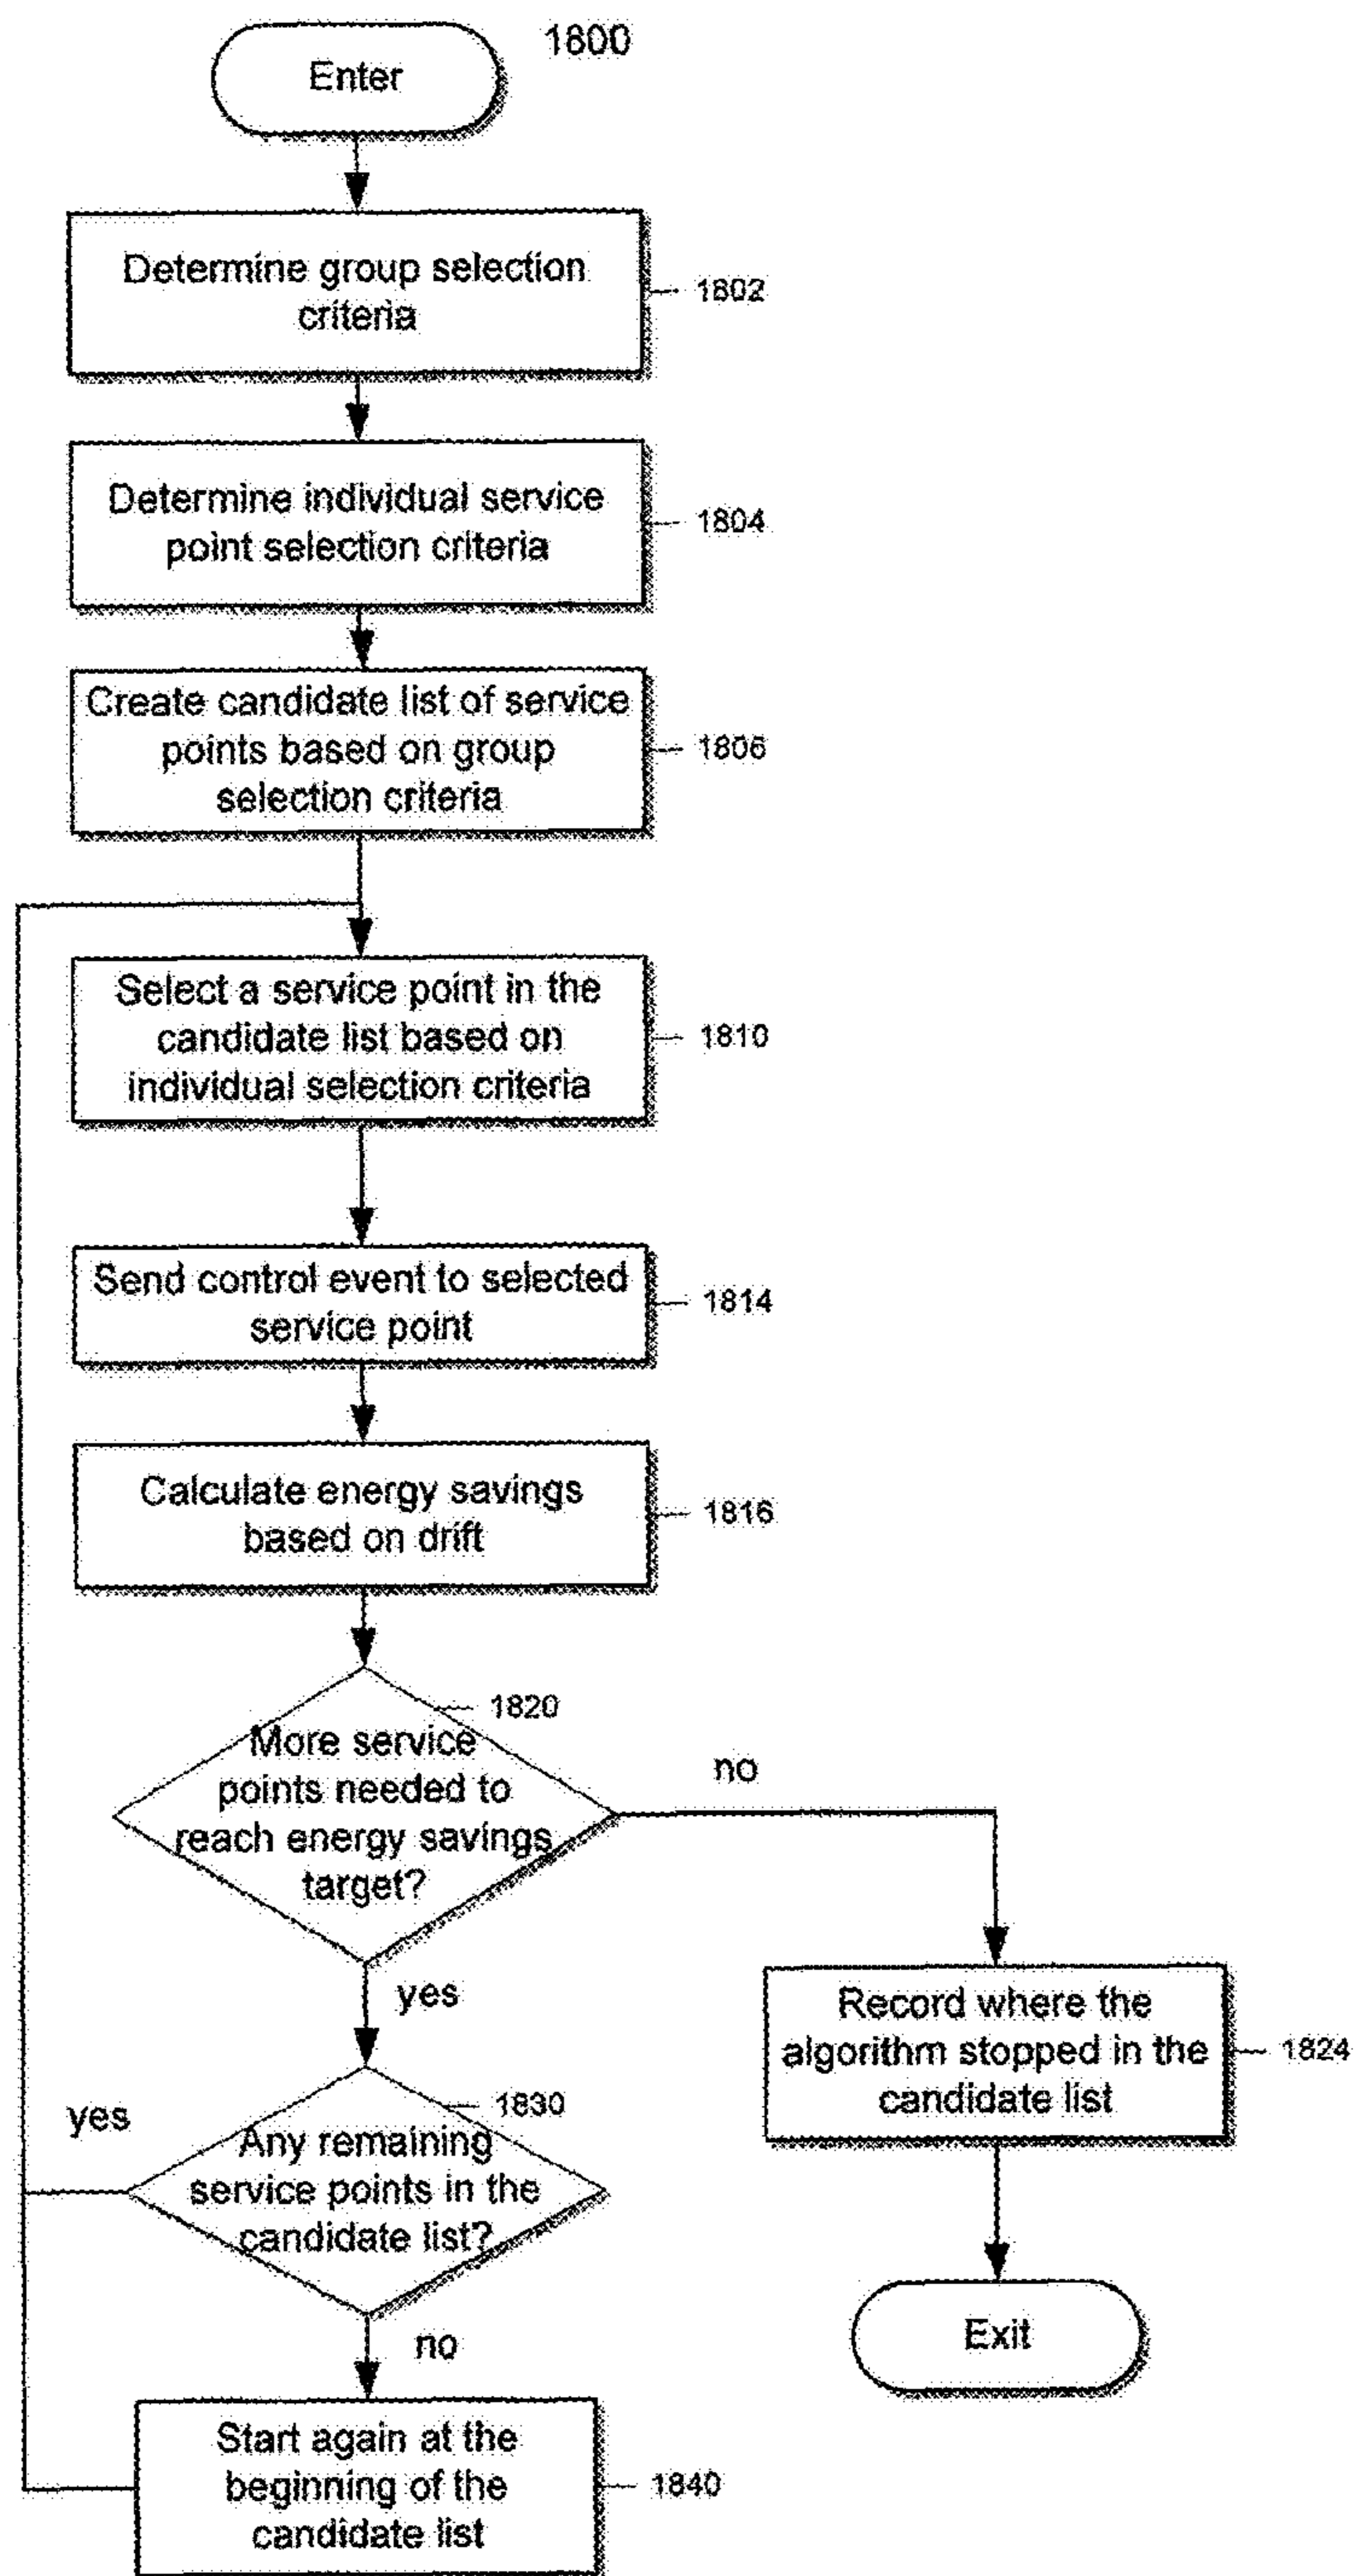 1800
Enter
Determine group selection
criteria
1802
Determine individual service
point selection criteria
1804
Create candidate list of service
points based on group
selection criteria
1806
Select a service point in the
candidate list based on
individual selection criteria
1810
Send control event to selected
service point
1814
Calculate energy savings
based on drift
1816
1820
More service
points needed to
reach energy savings
target?
no
yes
Record where the
algorithm stopped in the
candidate list
1824
yes
1830
Any remaining
service points in the
candidate list?
no
Exit
Start again at the
beginning of the
candidate list
1840